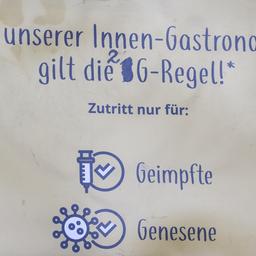 unserer Innen-Gastrono
gilt die 2G-Regel!*
Zutritt nur für:
Geimpfte
Genesene